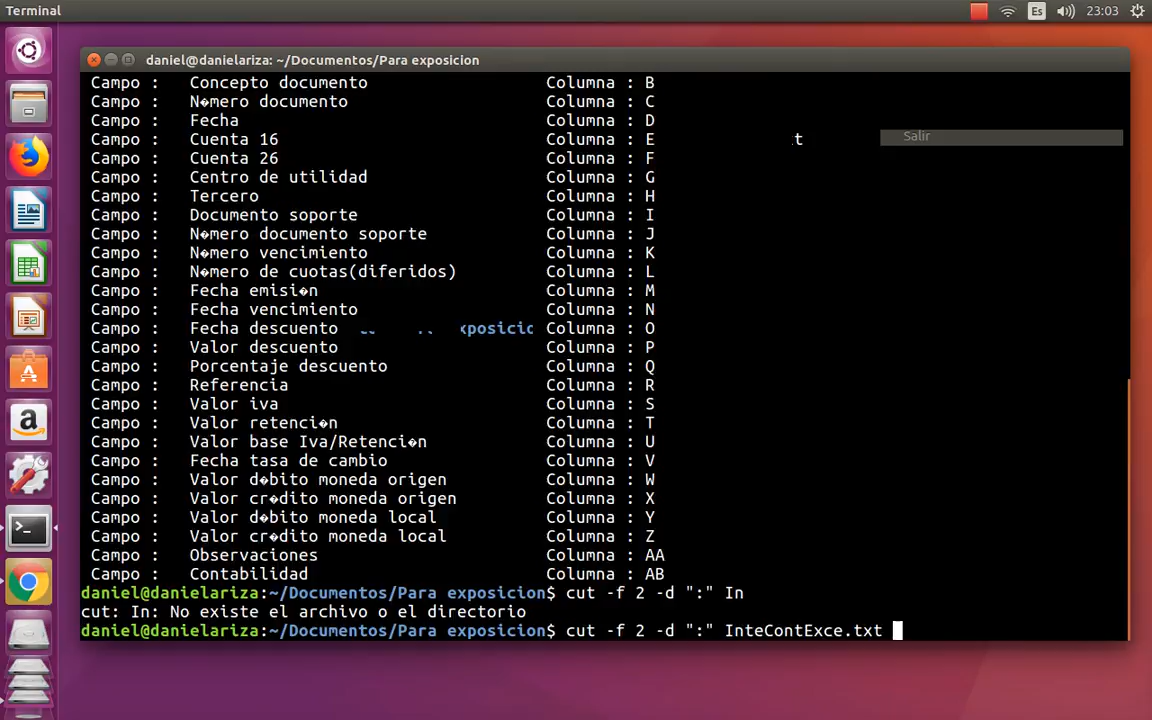 Terminal
Es
23:03
daniel@danielariza: ~/Documentos/Para exposicion
Campo : Concepto documento Columna : B
Campo : N�mero documento Columna : C
Campo : Fecha Columna : D
Campo : Cuenta 16 Columna : E t
Salir
Campo : Cuenta 26 Columna : F
Campo : Centro de utilidad Columna : G
Campo : Tercero Columna : H
Campo : Documento soporte Columna : I
Campo : N�mero documento soporte Columna : J
Campo : N�mero vencimiento Columna : K
Campo : N�mero de cuotas(diferidos) Columna : L
Campo : Fecha emisi�n Columna : M
Campo : Fecha vencimiento Columna : N
Campo : Fecha descuento Columna : O
Campo : Valor descuento Columna : P
Campo : Porcentaje descuento Columna : Q
Campo : Referencia Columna : R
Campo : Valor iva Columna : S
Campo : Valor retenci�n Columna : T
Campo : Valor base Iva/Retenci�n Columna : U
Campo : Fecha tasa de cambio Columna : V
Campo : Valor d�bito moneda origen Columna : W
Campo : Valor cr�dito moneda origen Columna : X
Campo : Valor d�bito moneda local Columna : Y
Campo : Valor cr�dito moneda local Columna : Z
Campo : Observaciones Columna : AA
Campo : Contabilidad Columna : AB
daniel@danielariza:~/Documentos/Para exposicion$ cut -f 2 -d ":" In
cut: In: No existe el archivo o el directorio
daniel@danielariza:~/Documentos/Para exposicion$ cut -f 2 -d ":" InteContExce.txt